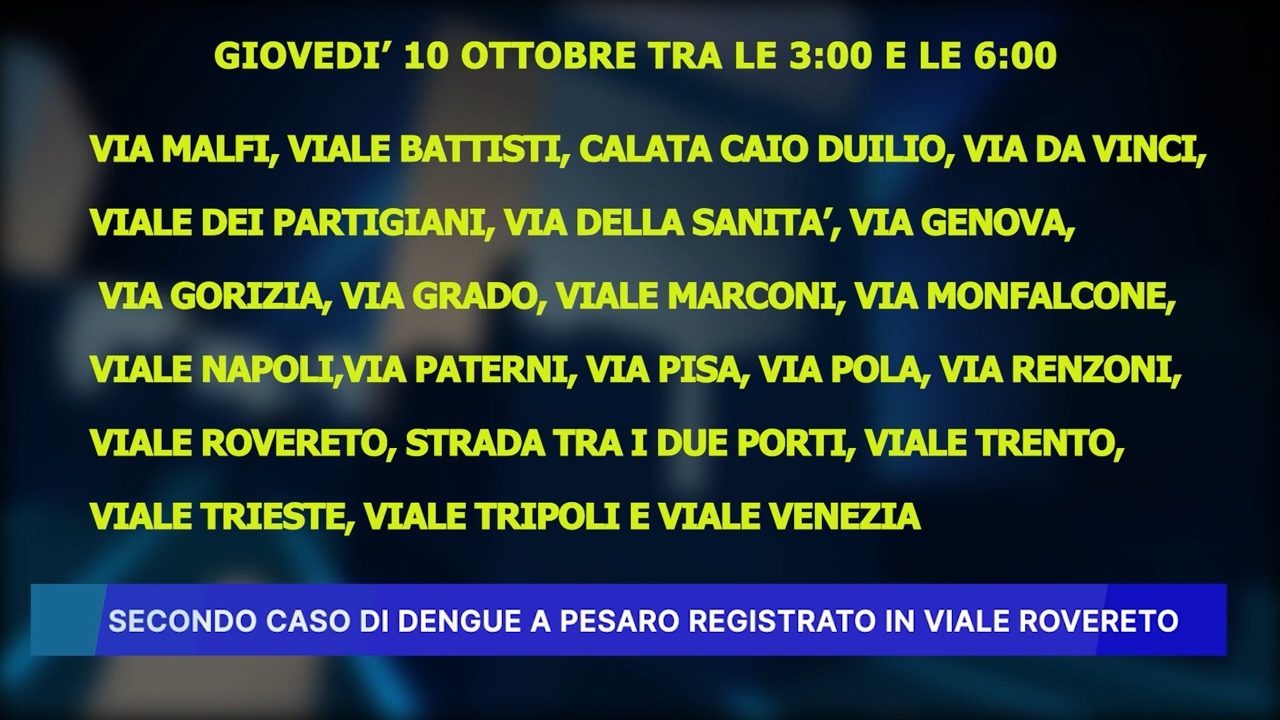 GIOVEDI’ 10 OTTOBRE TRA LE 3:00 E LE 6:00
VIA MALFI, VIALE BATTISTI, CALATA CAIO DUILIO, VIA DA VINCI,
VIALE DEI PARTIGIANI, VIA DELLA SANITA’, VIA GENOVA,
VIA GORIZIA, VIA GRADO, VIALE MARCONI, VIA MONFALCONE,
VIALE NAPOLI,VIA PATERNI, VIA PISA, VIA POLA, VIA RENZONI,
VIALE ROVERETO, STRADA TRA I DUE PORTI, VIALE TRENTO,
VIALE TRIESTE, VIALE TRIPOLI E VIALE VENEZIA
SECONDO CASO DI DENGUE A PESARO REGISTRATO IN VIALE ROVERETO